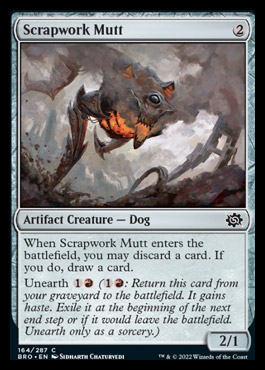 Scrapwork Mutt 2
Artifact Creature — Dog
When Scrapwork Mutt enters the
battlefield, you may discard a card. If
you do, draw a card.
Unearth 1 (1: Return this card from
your graveyard to the battlefield. It gains
haste. Exile it at the beginning of the next
end step or if it would leave the battlefield.
Unearth only as a sorcery.)
2/1
164/287 C
BRO • EN SIDHARTH CHATURVEDI ™ & © 2022 Wizards of the Coast